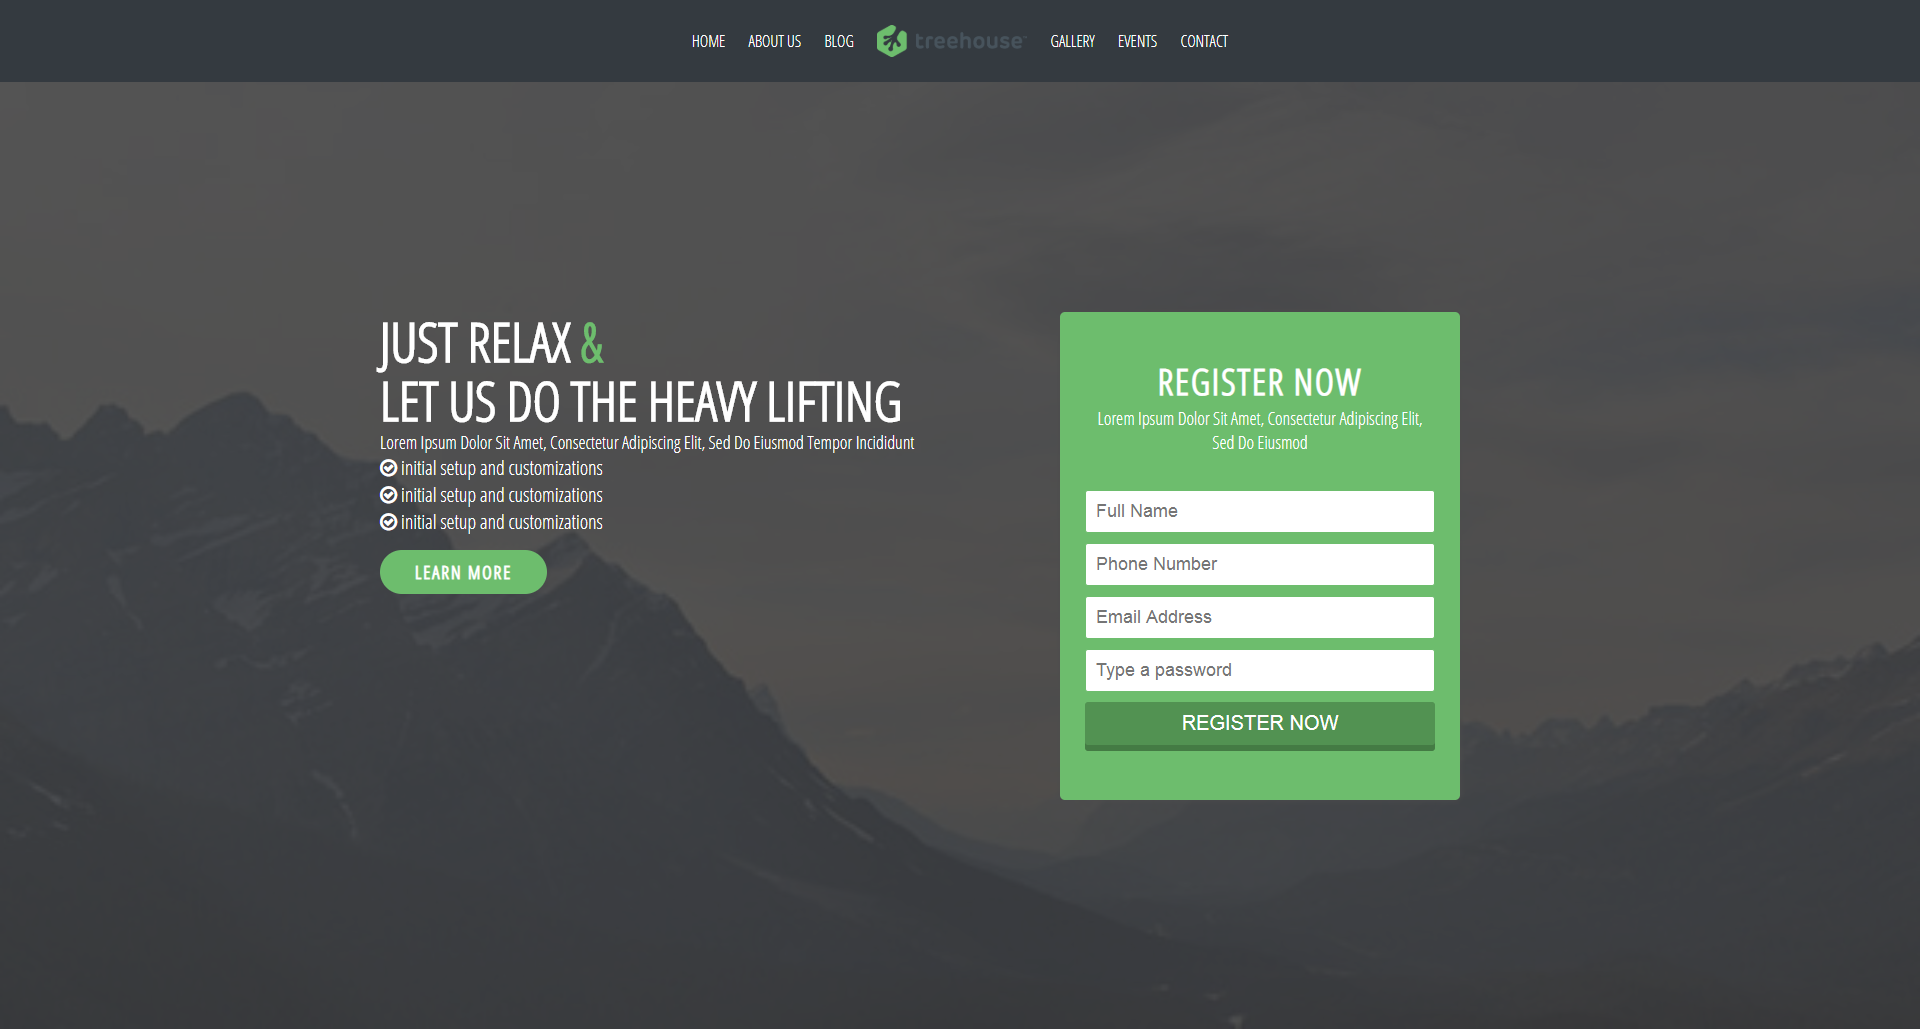 HOME ABOUT US BLOG treehouse™ GALLERY EVENTS CONTACT
JUST RELAX &
LET US DO THE HEAVY LIFTING
Lorem Ipsum Dolor Sit Amet, Consectetur Adipiscing Elit, Sed Do Eiusmod Tempor Incididunt
initial setup and customizations
initial setup and customizations
initial setup and customizations
LEARN MORE
REGISTER NOW
Lorem Ipsum Dolor Sit Amet, Consectetur Adipiscing Elit,
Sed Do Eiusmod
Full Name
Phone Number
Email Address
Type a password
REGISTER NOW